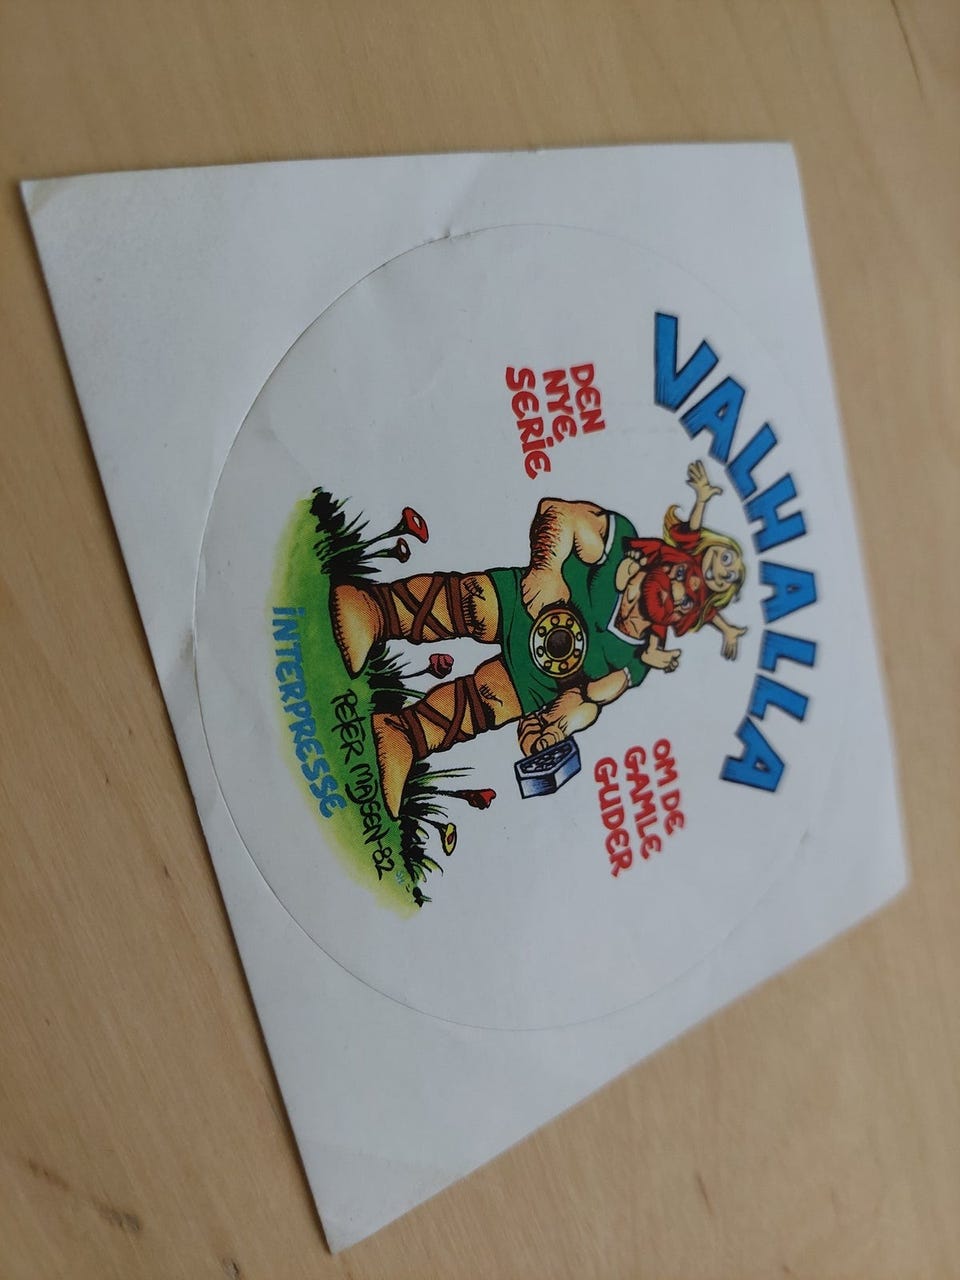 VALHALLA
DEN
NYE
SERIE
OM DE
GAMLE
GUDER
PETER MADSEN-82
INTERPRESSE